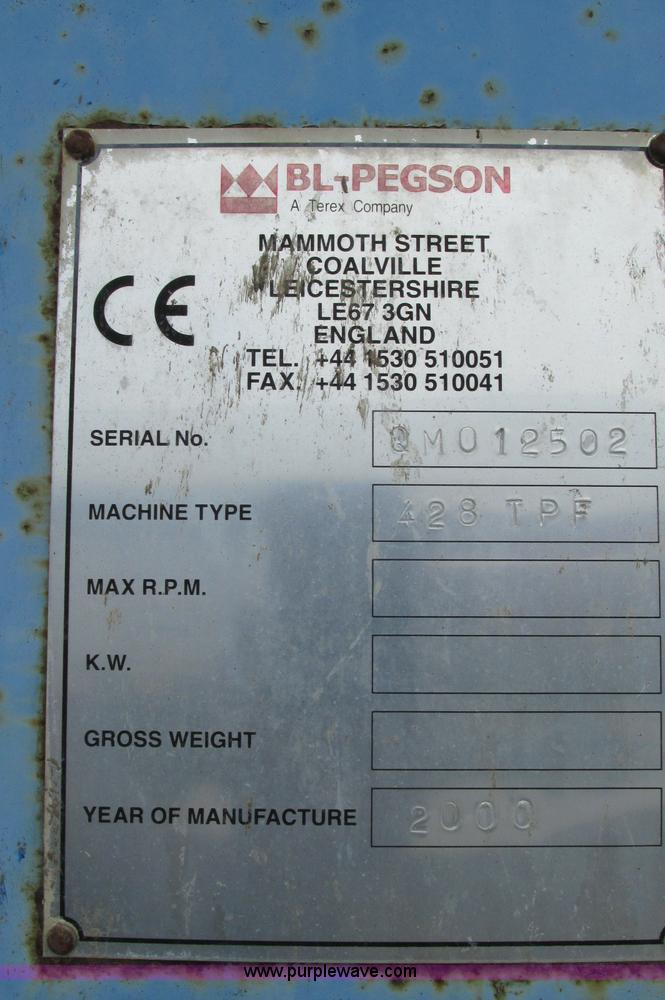 BL-PEGSON
A Terex Company
MAMMOTH STREET
COALVILLE
LEICESTERSHIRE
LE67 3GN
ENGLAND
TEL. +44 1530 510051
FAX. +44 1530 510041
CE
SERIAL No. QM012502
MACHINE TYPE 428 TPF
MAX R.P.M.
K.W.
GROSS WEIGHT
YEAR OF MANUFACTURE 2000
www.purplewave.com